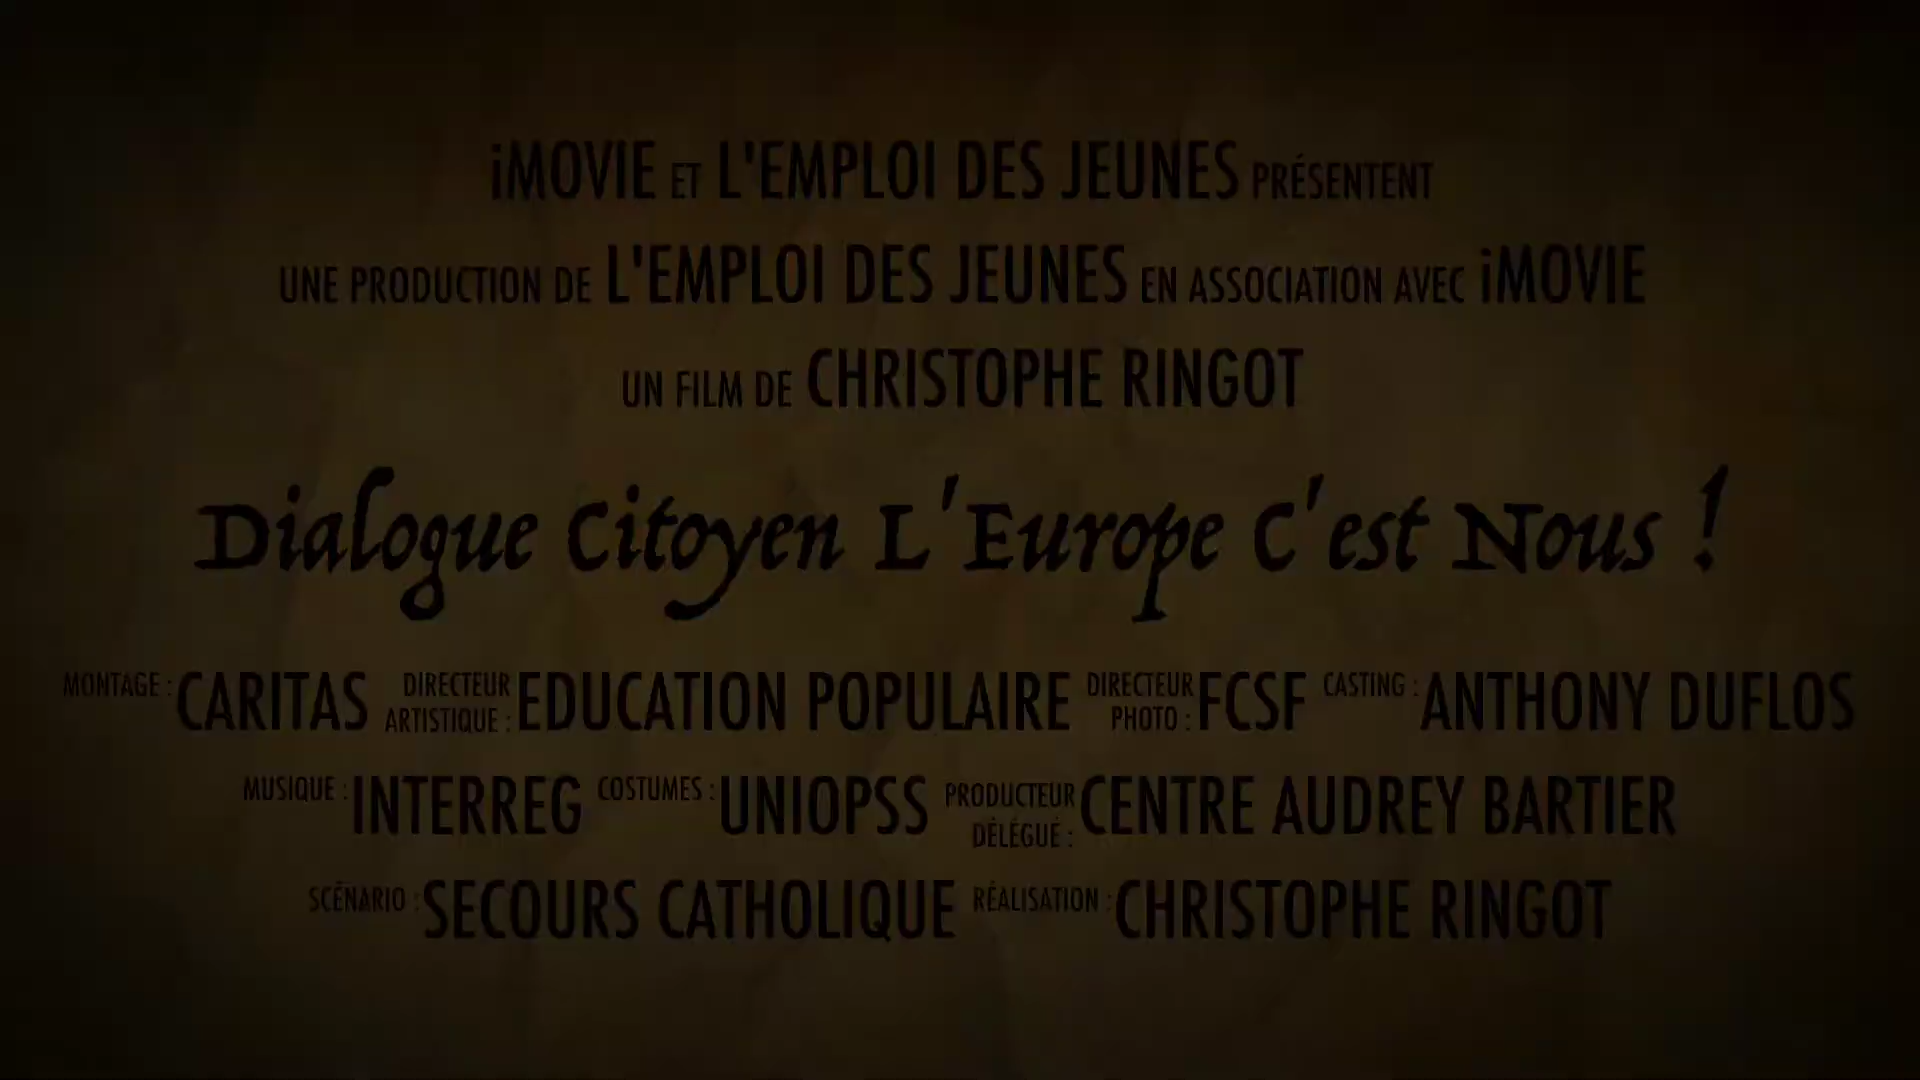 iMOVIE ET L'EMPLOI DES JEUNES PRÉSENTENT
UNE PRODUCTION DE L'EMPLOI DES JEUNES EN ASSOCIATION AVEC iMOVIE
UN FILM DE CHRISTOPHE RINGOT
Dialogue Citoyen L'Europe C'est Nous !
MONTAGE : CARITAS DIRECTEUR ARTISTIQUE : EDUCATION POPULAIRE DIRECTEUR PHOTO : FCSF CASTING : ANTHONY DUFLOS
MUSIQUE : INTERREG COSTUMES : UNIOPSS PRODUCTEUR DÉLÉGUÉ : CENTRE AUDREY BARTIER
SCÉNARIO : SECOURS CATHOLIQUE RÉALISATION : CHRISTOPHE RINGOT